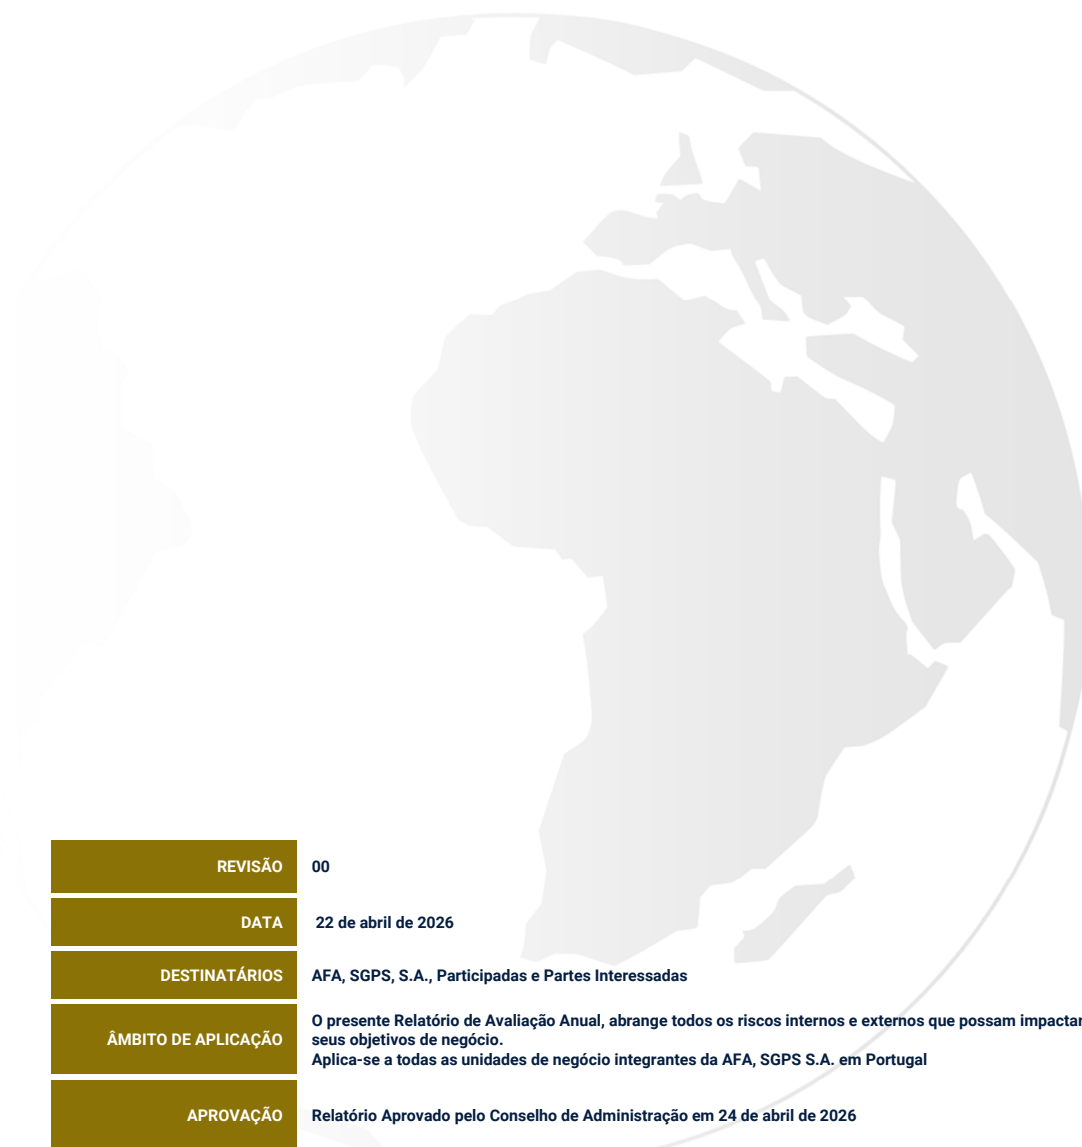 REVISÃO 00
DATA 22 de abril de 2026
DESTINATÁRIOS AFA, SGPS, S.A., Participadas e Partes Interessadas
O presente Relatório de Avaliação Anual, abrange todos os riscos internos e externos que possam impactar
ÂMBITO DE APLICAÇÃO seus objetivos de negócio.
Aplica-se a todas as unidades de negócio integrantes da AFA, SGPS S.A. em Portugal
APROVAÇÃO Relatório Aprovado pelo Conselho de Administração em 24 de abril de 2026